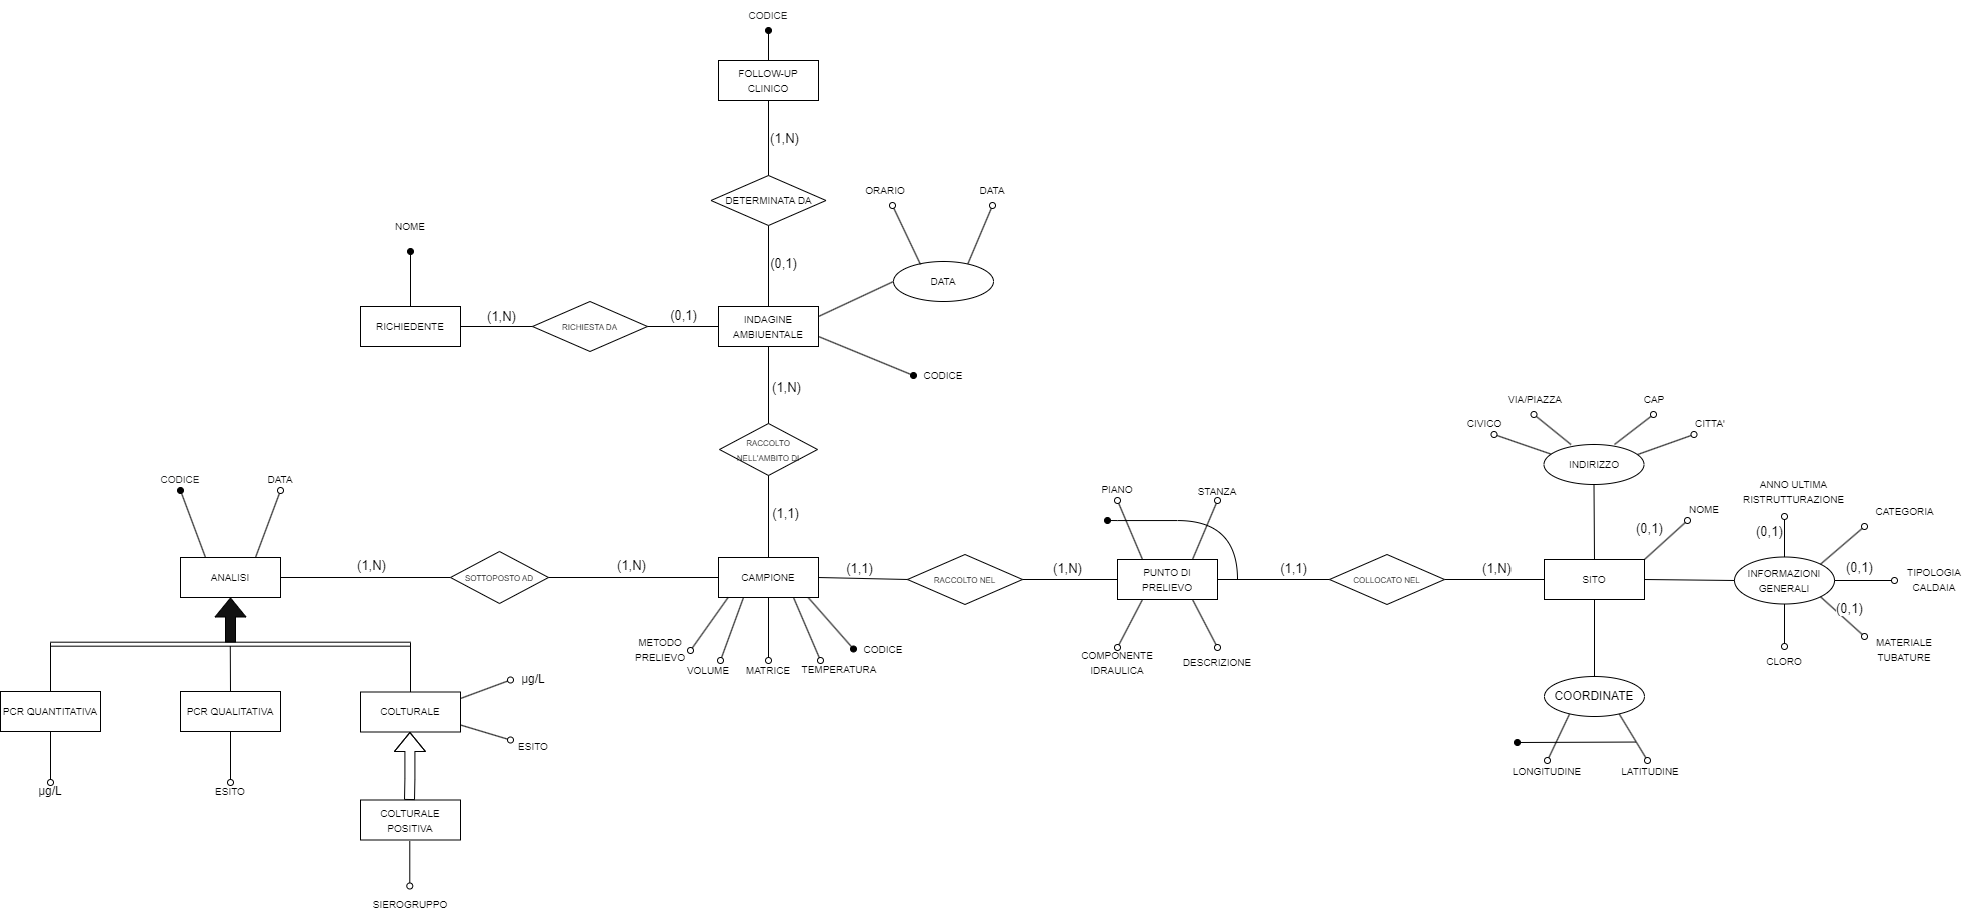 CODICE
FOLLOW-UP
CLINICO
(1,N)
DETERMINATA DA
ORARIO
DATA
NOME
(0,1)
DATA
RICHIEDENTE
(1,N)
RICHIESTA DA
(0,1)
INDAGINE
AMBIUENTALE
CODICE
(1,N)
RACCOLTO
NELL'AMBITO DI
(1,1)
VIA/PIAZZA
CAP
CIVICO
CITTA'
INDIRIZZO
CODICE
DATA
PIANO
STANZA
ANNO ULTIMA
RISTRUTTURAZIONE
NOME
CATEGORIA
(0,1)
(0,1)
ANALISI
(1,N)
SOTTOPOSTO AD
(1,N)
CAMPIONE
(1,1)
RACCOLTO NEL
(1,N)
PUNTO DI
PRELIEVO
(1,1)
COLLOCATO NEL
(1,N)
SITO
INFORMAZIONI
GENERALI
(0,1)
TIPOLOGIA
CALDAIA
(0,1)
METODO
PRELIEVO
VOLUME
MATRICE
TEMPERATURA
CODICE
COMPONENTE
IDRAULICA
DESCRIZIONE
CLORO
MATERIALE
TUBATURE
PCR QUANTITATIVA
PCR QUALITATIVA
COLTURALE
µg/L
ESITO
COORDINATE
LONGITUDINE
LATITUDINE
µg/L
ESITO
COLTURALE
POSITIVA
SIEROGRUPPO